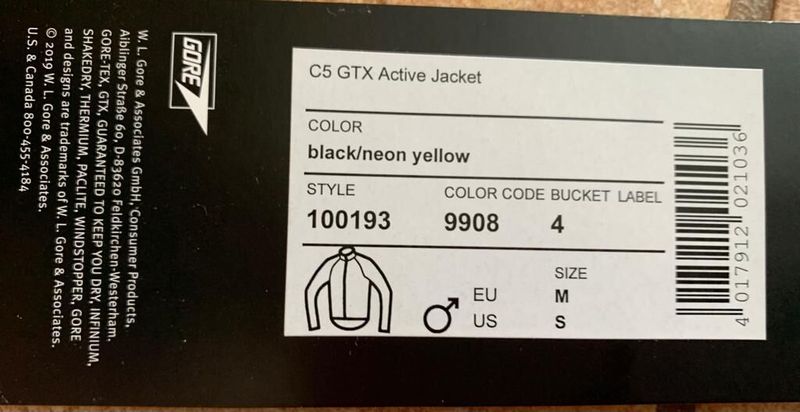 GORE
W. L. Gore & Associates GmbH, Consumer Products,
Aiblinger Straße 60, D-83620 Feldkirchen-Westerham.
GORE-TEX, GTX, GUARANTEED TO KEEP YOU DRY, INFINIUM,
SHAKEDRY, THERMIUM, PACLITE, WINDSTOPPER, GORE
and designs are trademarks of W. L. Gore & Associates.
© 2019 W. L. Gore & Associates.
U.S. & Canada 800-455-4184
C5 GTX Active Jacket
COLOR
black/neon yellow
STYLE COLOR CODE BUCKET LABEL
100193 9908 4
SIZE
EU M
US S
4 017912 021036